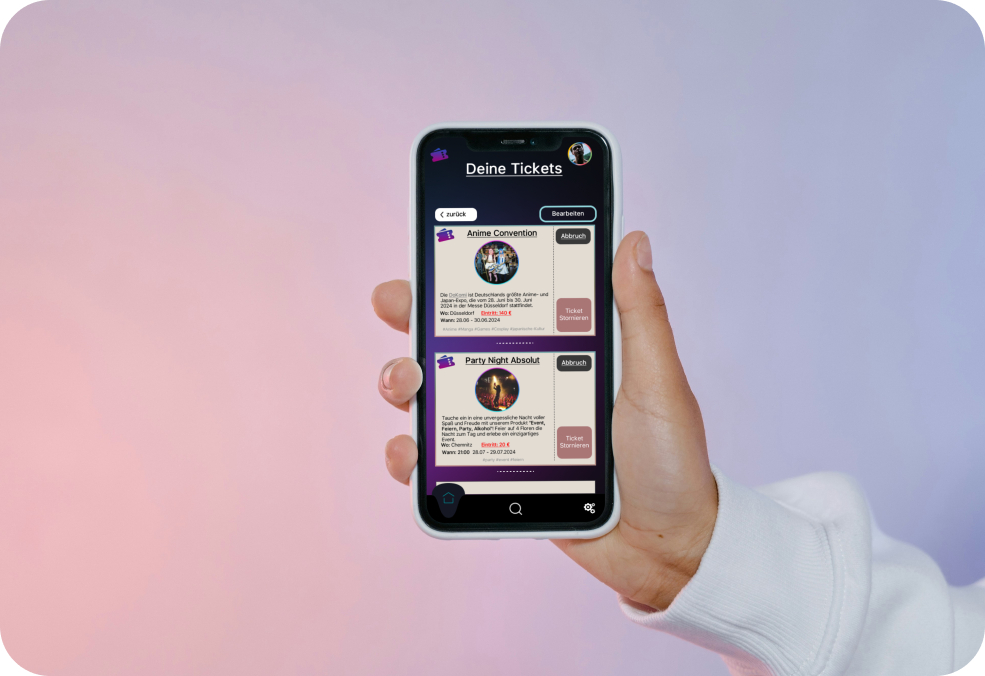 Deine Tickets
zurück
Bearbeiten
Anime Convention
Abbruch
Die DoKomi ist Deutschlands größte Anime- und
Japan-Expo, die vom 28. Juni bis 30. Juni
2024 in der Messe Düsseldorf stattfindet.
Wo: Düsseldorf Eintritt: 140 €
Wann: 28.06 - 30.06.2024
#Anime #Manga #Games #Cosplay #japanische Kultur
Ticket
Stornieren
Party Night Absolut
Abbruch
Tauche ein in eine unvergessliche Nacht voller
Spaß und Freude mit unserem Produkt "Event,
Feiern, Party, Alkohol"! Feier auf 4 Floren die
Nacht zum Tag und erlebe ein einzigartiges
Event.
Wo: Chemnitz Eintritt: 20 €
Wann: 21:00 28.07 - 29.07.2024
Ticket
Stornieren